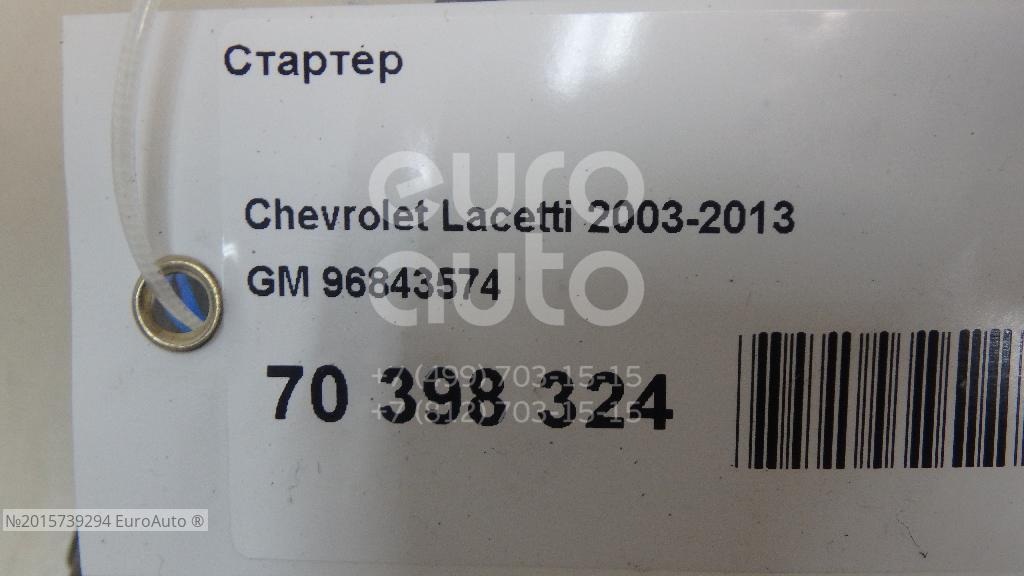 Стартер
euro
Chevrolet Lacetti 2003-2013
auto
GM 96843574
+7 (499) 703-15-15
70 398 324
+7 (812) 703-15-15
№2015739294 EuroAuto ®